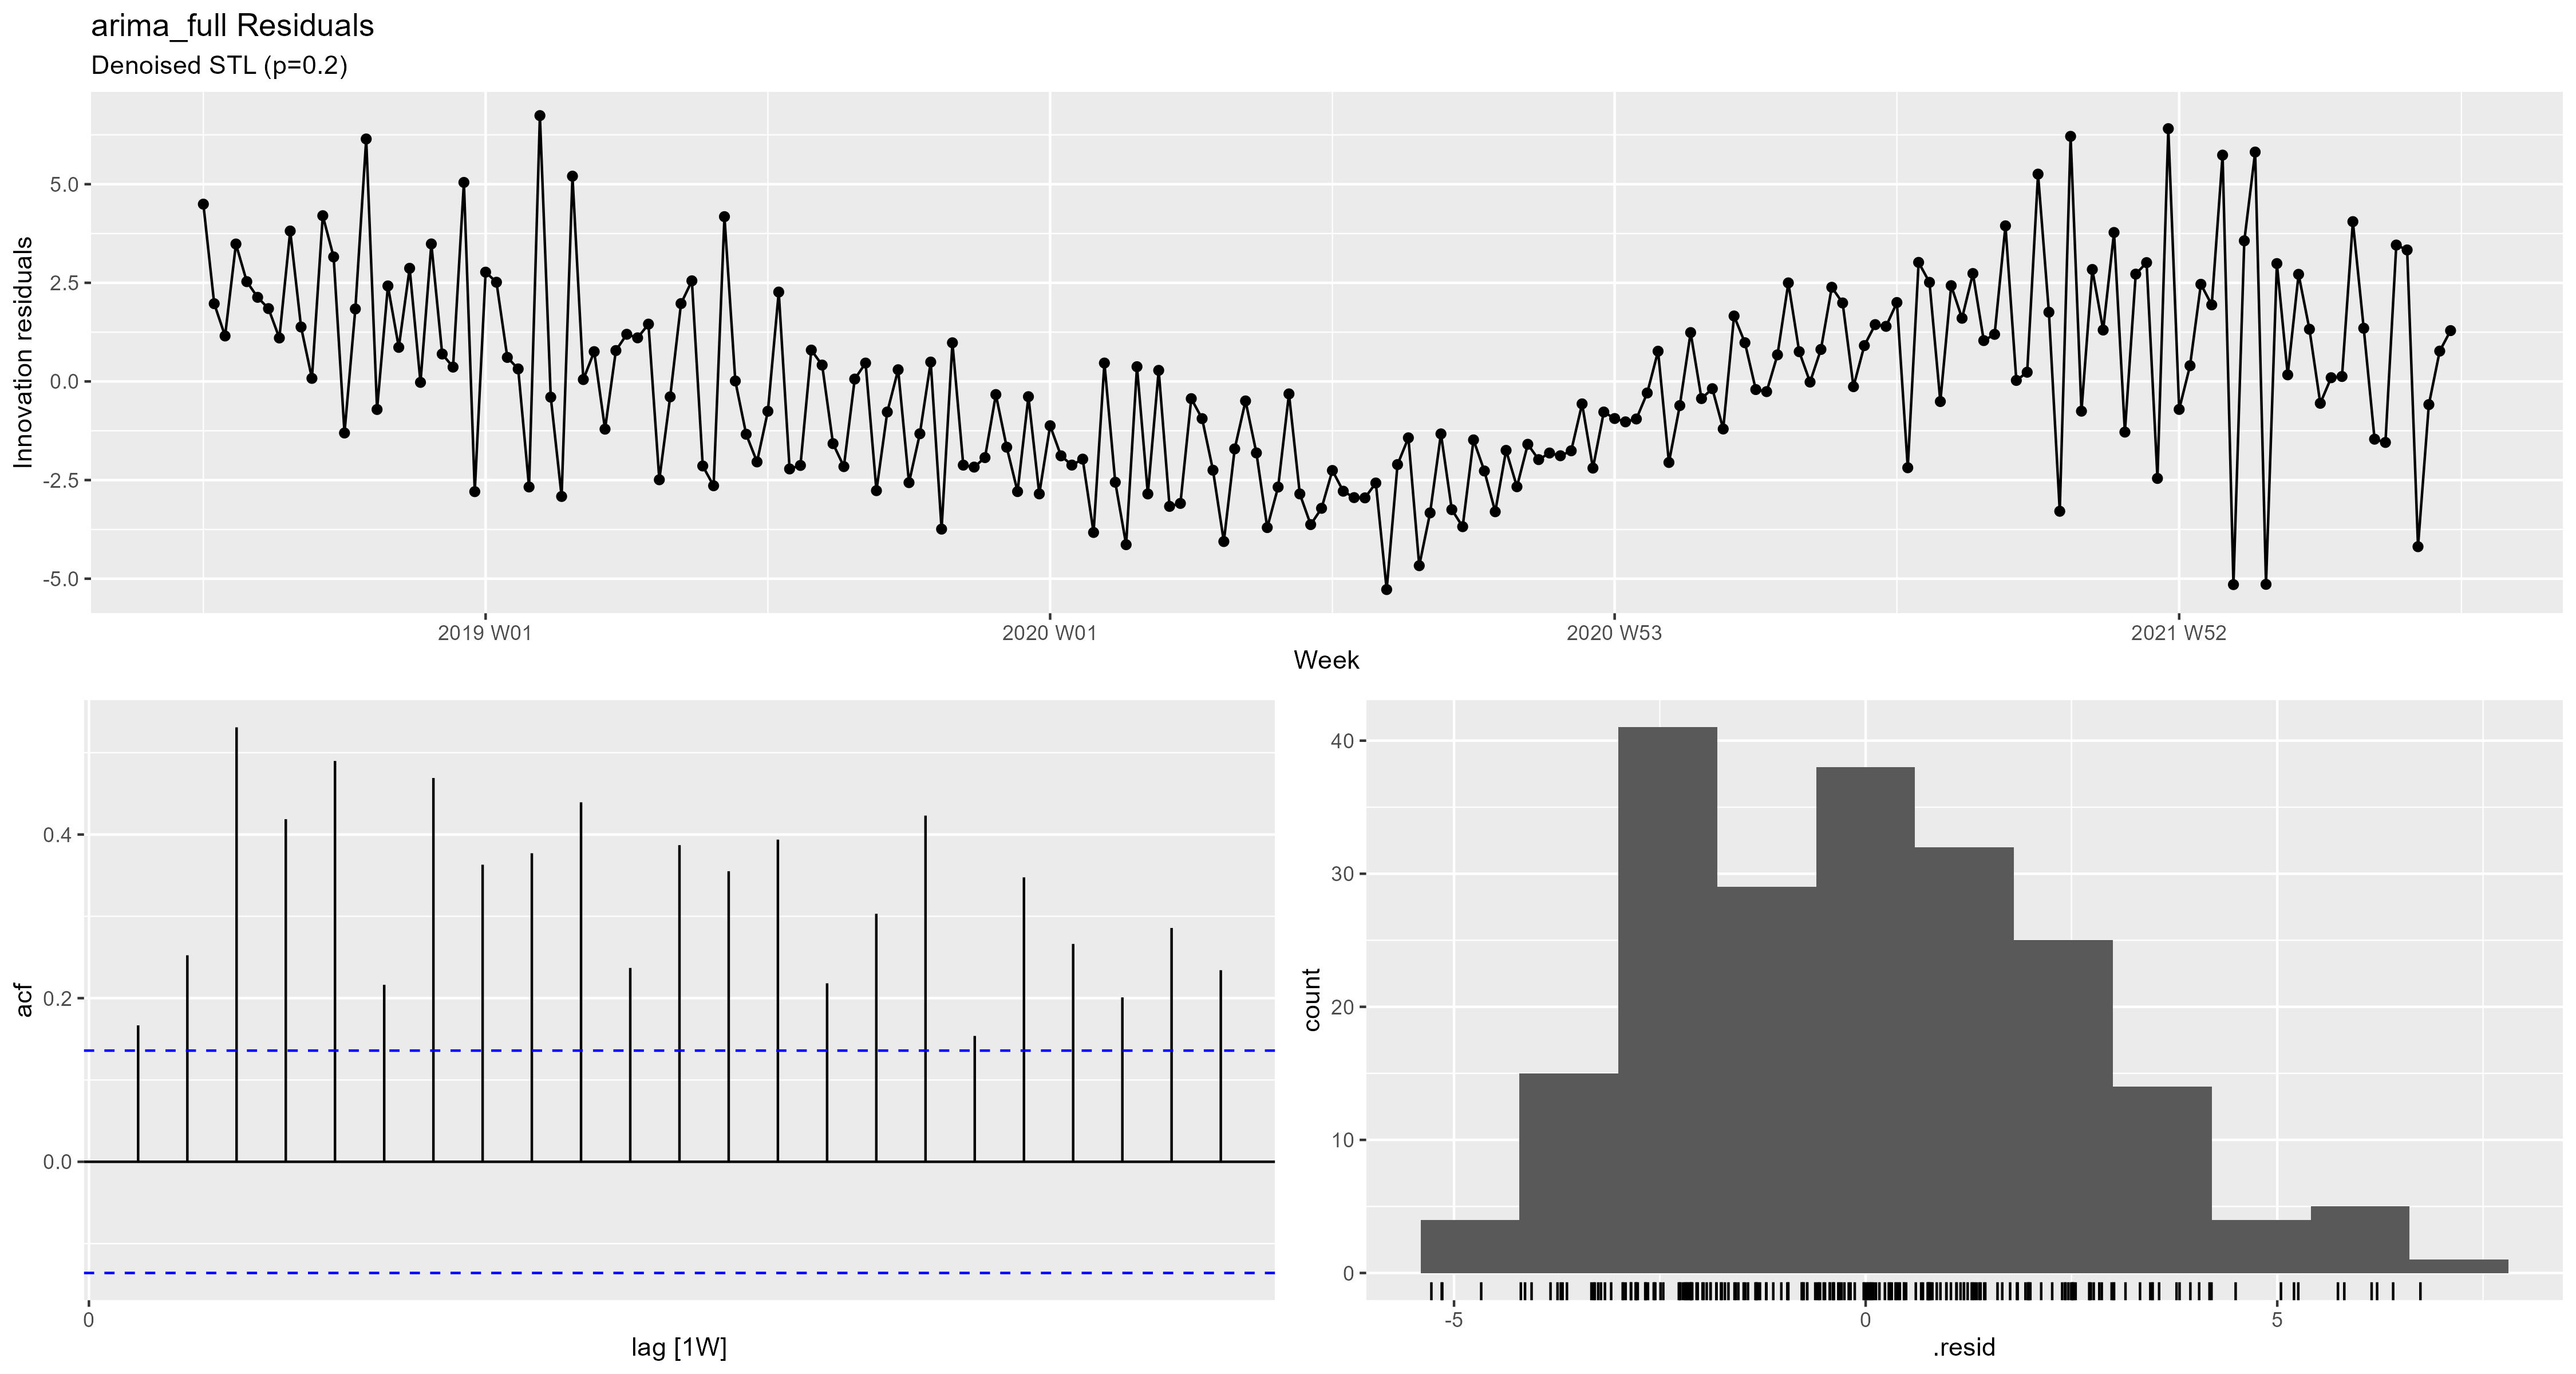 arima_full Residuals
Denoised STL (p=0.2)
Innovation residuals
5.0
2.5
0.0
-2.5
-5.0
2019 W01
2020 W01
2020 W53
2021 W52
Week
acf
0.4
0.2
0.0
0
lag [1W]
count
40
30
20
10
0
-5
0
5
.resid